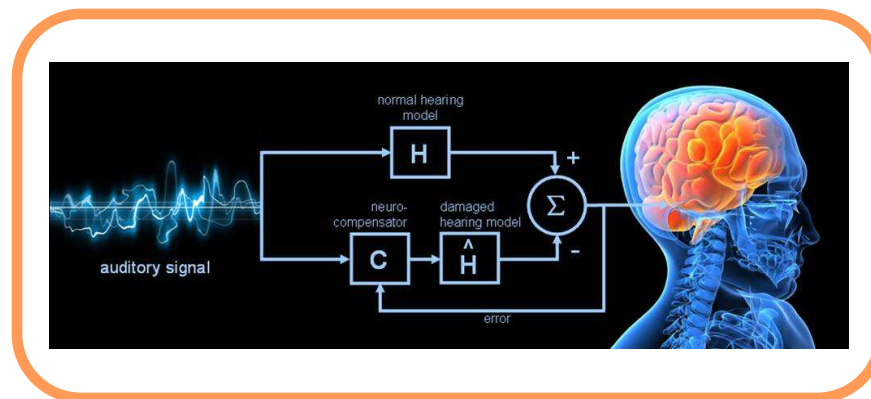 normal hearing
model
H
+
neuro-
compensator
damaged
hearing model
Σ
auditory signal
C
Ĥ
-
error